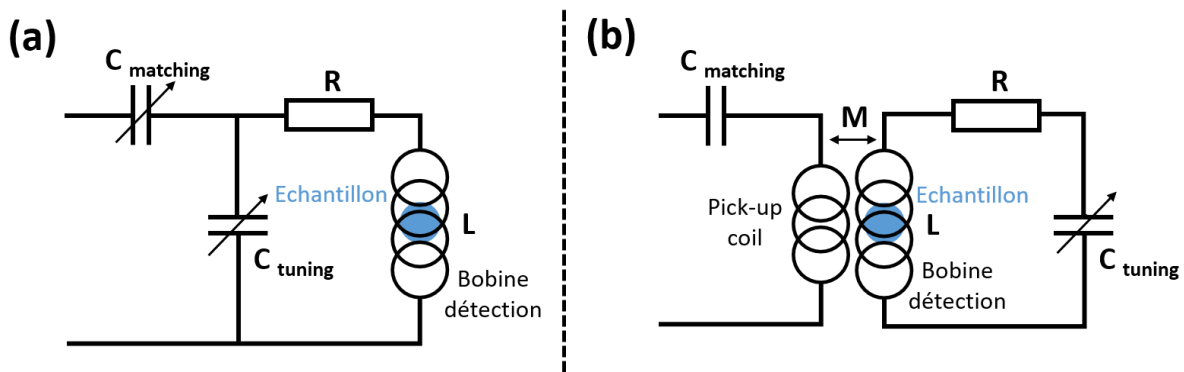 (a)
C matching
R
Echantillon
L
C tuning
Bobine
détection
(b)
C matching
M
R
Echantillon
Pick-up
coil
L
C tuning
Bobine
détection